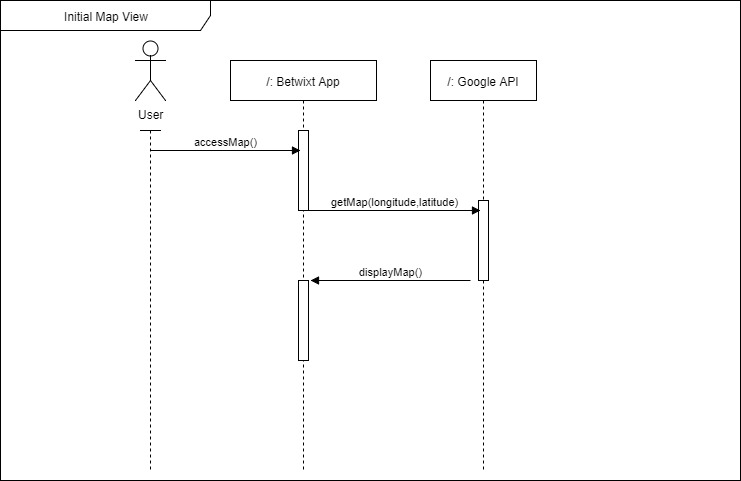 Initial Map View
User
/: Betwixt App
/: Google API
accessMap()
getMap(longitude,latitude)
displayMap()